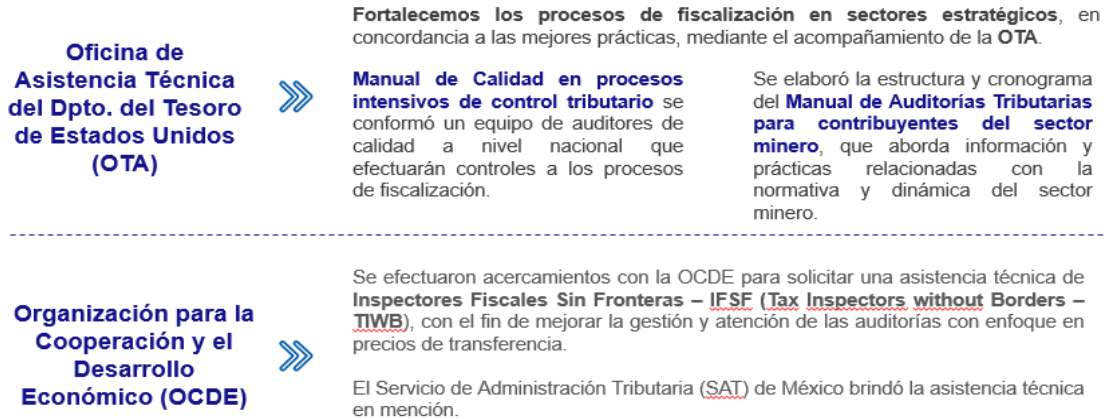 Oficina de
Asistencia Técnica
del Dpto. del Tesoro
de Estados Unidos
(OTA)
Fortalecemos los procesos de fiscalización en sectores estratégicos, en
concordancia a las mejores prácticas, mediante el acompañamiento de la OTA.
Manual de Calidad en procesos
intensivos de control tributario se
conformó un equipo de auditores de
calidad a nivel nacional que
efectuarán controles a los procesos
de fiscalización.
Se elaboró la estructura y cronograma
del Manual de Auditorías Tributarias
para contribuyentes del sector
minero, que aborda información y
prácticas relacionadas con la
normativa y dinámica del sector
minero.
Organización para la
Cooperación y el
Desarrollo
Económico (OCDE)
Se efectuaron acercamientos con la OCDE para solicitar una asistencia técnica de
Inspectores Fiscales Sin Fronteras – IFSF (Tax Inspectors without Borders –
TIWB), con el fin de mejorar la gestión y atención de las auditorías con enfoque en
precios de transferencia.
El Servicio de Administración Tributaria (SAT) de México brindó la asistencia técnica
en mención.